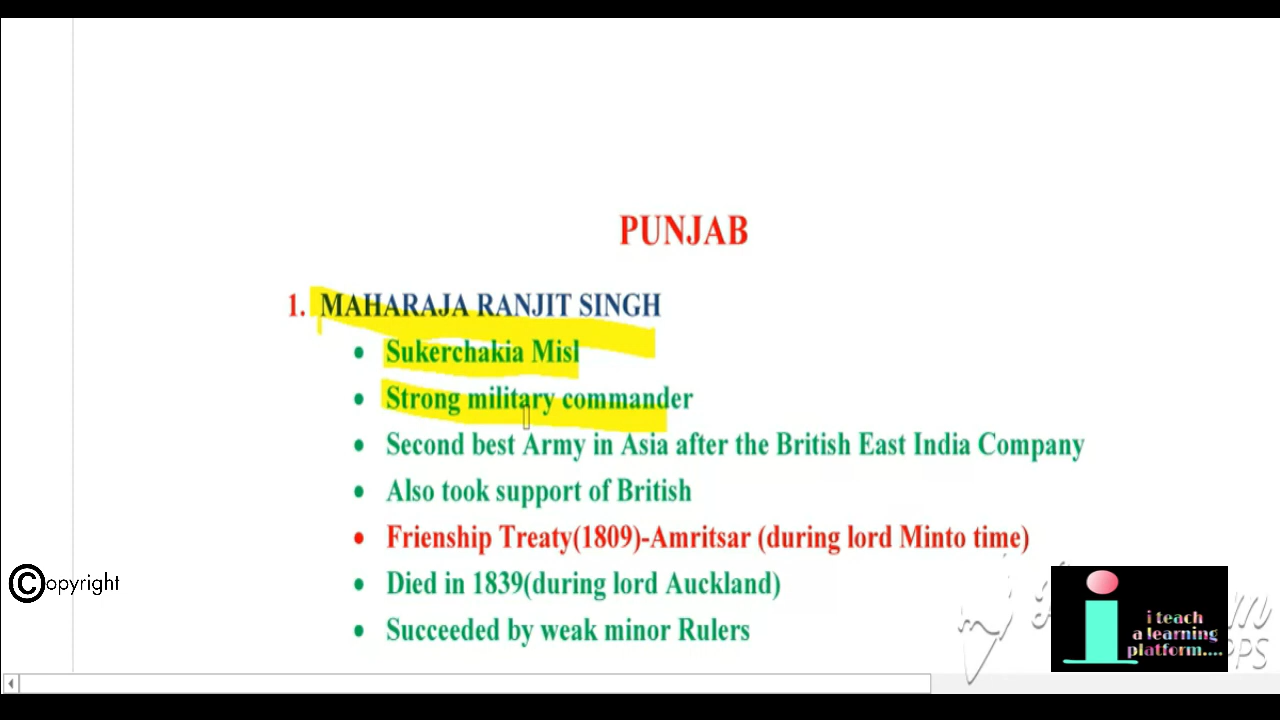 PUNJAB
1. MAHARAJA RANJIT SINGH
• Sukerchakia Misl
• Strong military commander
• Second best Army in Asia after the British East India Company
• Also took support of British
• Frienship Treaty(1809)-Amritsar (during lord Minto time)
• Died in 1839(during lord Auckland)
• Succeeded by weak minor Rulers
©opyright
i teach
a learning
platform....
PPS